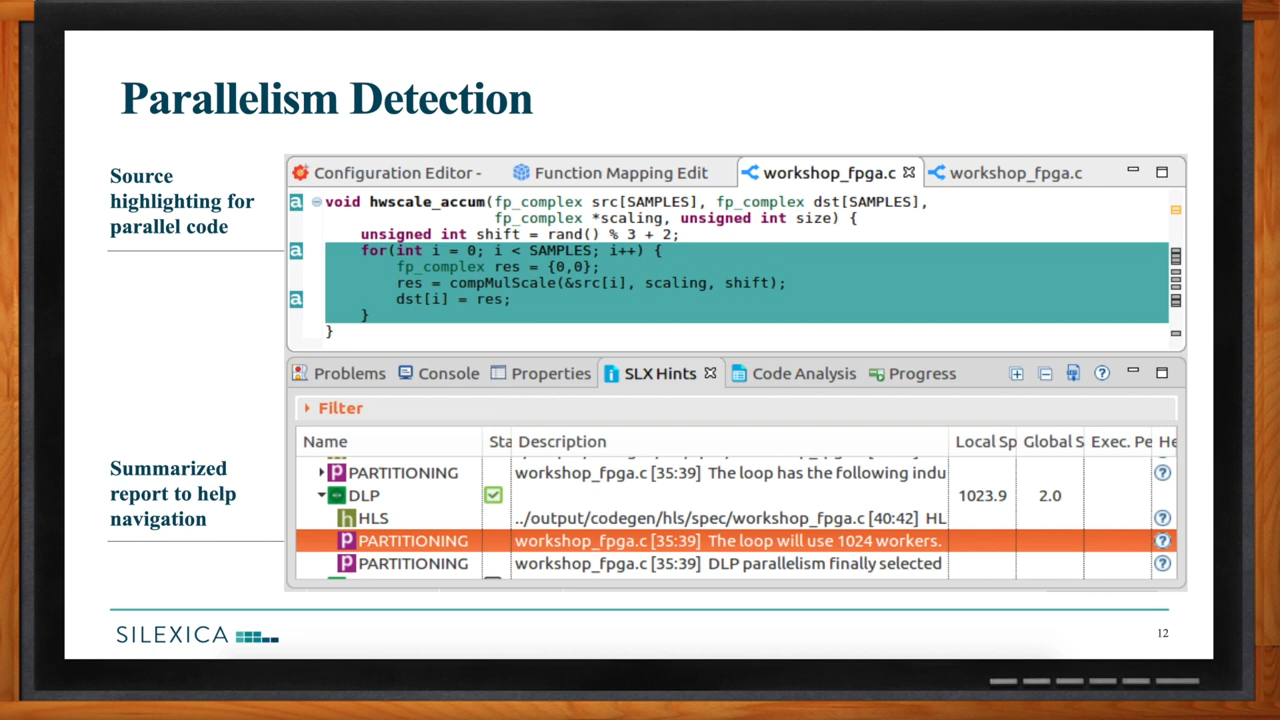 Parallelism Detection
Source
highlighting for
parallel code
Configuration Editor - Function Mapping Edit workshop_fpga.c workshop_fpga.c
a void hwscale_accum(fp_complex src[SAMPLES], fp_complex dst[SAMPLES],
fp_complex *scaling, unsigned int size) {
unsigned int shift = rand() % 3 + 2;
a for(int i = 0; i < SAMPLES; i++) {
fp_complex res = {0,0};
res = compMulScale(&src[i], scaling, shift);
a dst[i] = res;
}
}
Problems Console Properties SLX Hints Code Analysis Progress
Filter
Name Sta Description Local Sp Global S Exec. Pe He
Summarized
report to help
navigation
PARTITIONING workshop_fpga.c [35:39] The loop has the following indu
DLP 1023.9 2.0
HLS ../output/codegen/hls/spec/workshop_fpga.c [40:42] HL
PARTITIONING workshop_fpga.c [35:39] The loop will use 1024 workers.
PARTITIONING workshop_fpga.c [35:39] DLP parallelism finally selected
SILEXICA
12